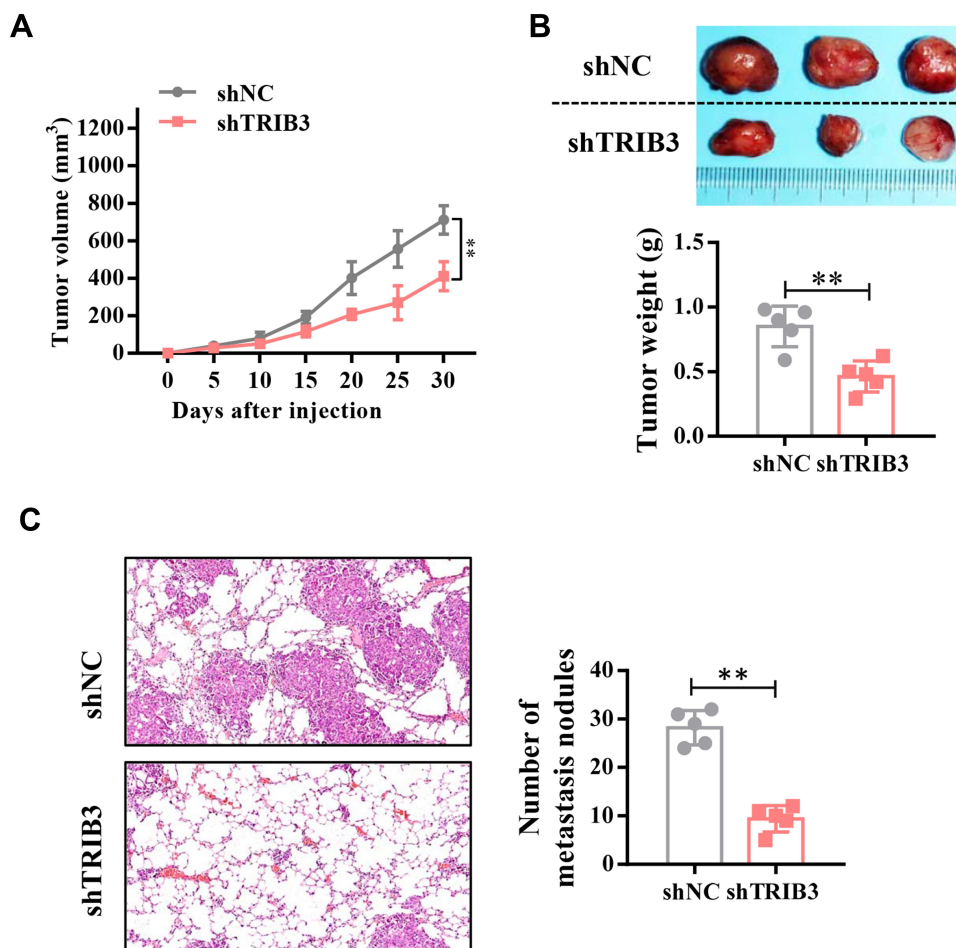 A
shNC
shTRIB3
Tumor volume (mm³)
1200
1000
800
600
400
200
0
0 5 10 15 20 25 30
Days after injection
**
B
shNC
shTRIB3
Tumor weight (g)
1.5
1.0
0.5
0.0
**
shNC shTRIB3
C
shNC
shTRIB3
Number of
metastasis nodules
40
30
20
10
0
**
shNC shTRIB3